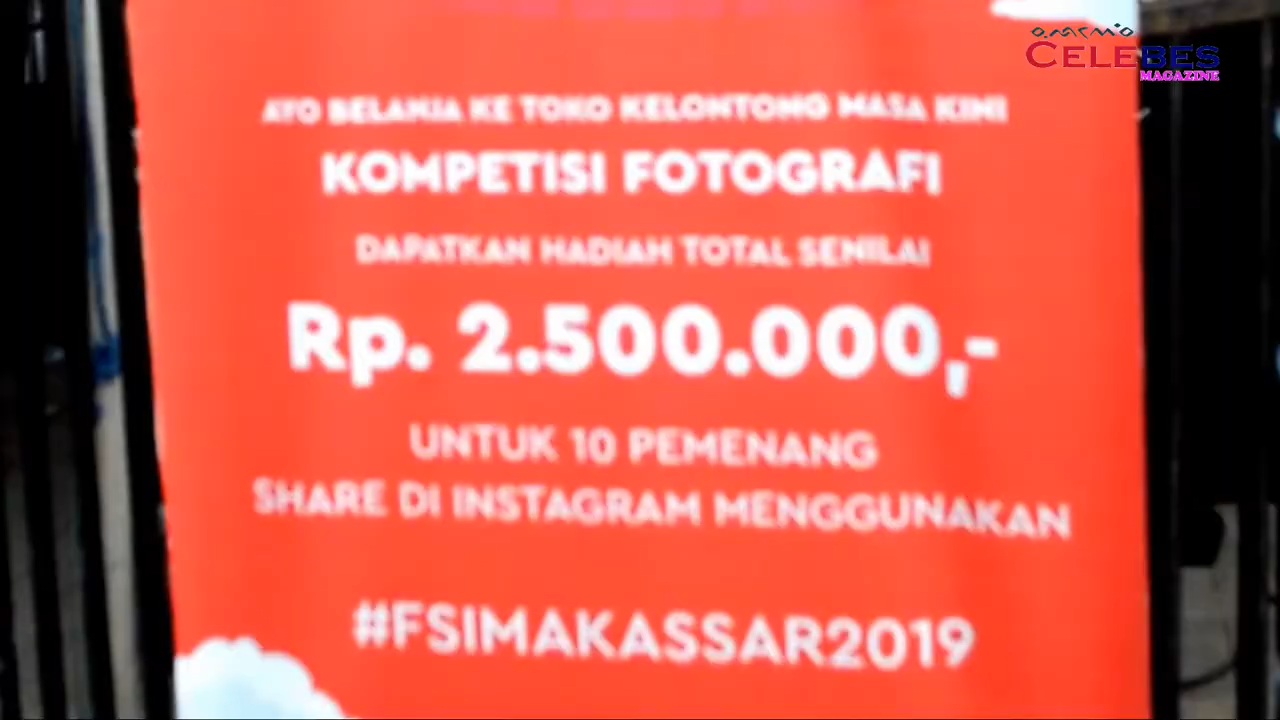 CELEBES
MAGAZINE
AYO BELANJA KE TOKO KELONTONG MASA KINI
KOMPETISI FOTOGRAFI
DAPATKAN HADIAH TOTAL SENILAI
Rp. 2.500.000,-
UNTUK 10 PEMENANG
SHARE DI INSTAGRAM MENGGUNAKAN
#FSIMAKASSAR2019